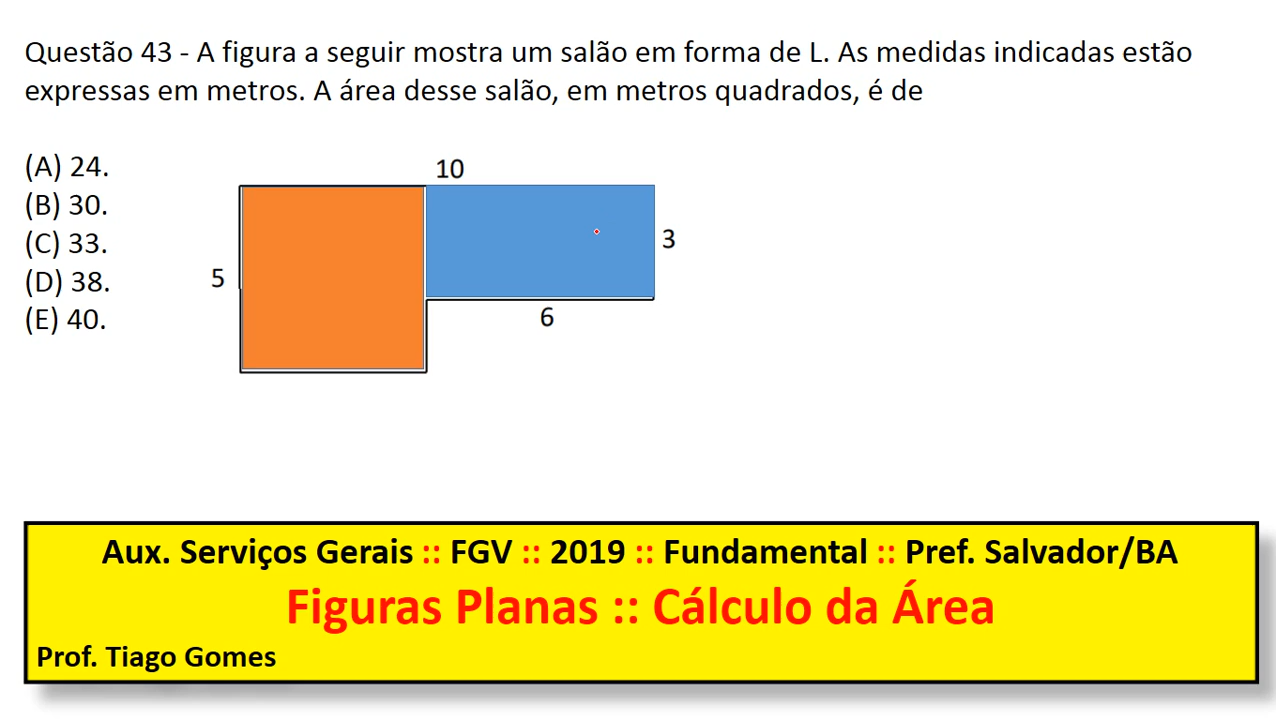 Questão 43 - A figura a seguir mostra um salão em forma de L. As medidas indicadas estão
expressas em metros. A área desse salão, em metros quadrados, é de
(A) 24.
(B) 30.
(C) 33.
(D) 38.
(E) 40.
10
5
3
6
Aux. Serviços Gerais :: FGV :: 2019 :: Fundamental :: Pref. Salvador/BA
Figuras Planas :: Cálculo da Área
Prof. Tiago Gomes